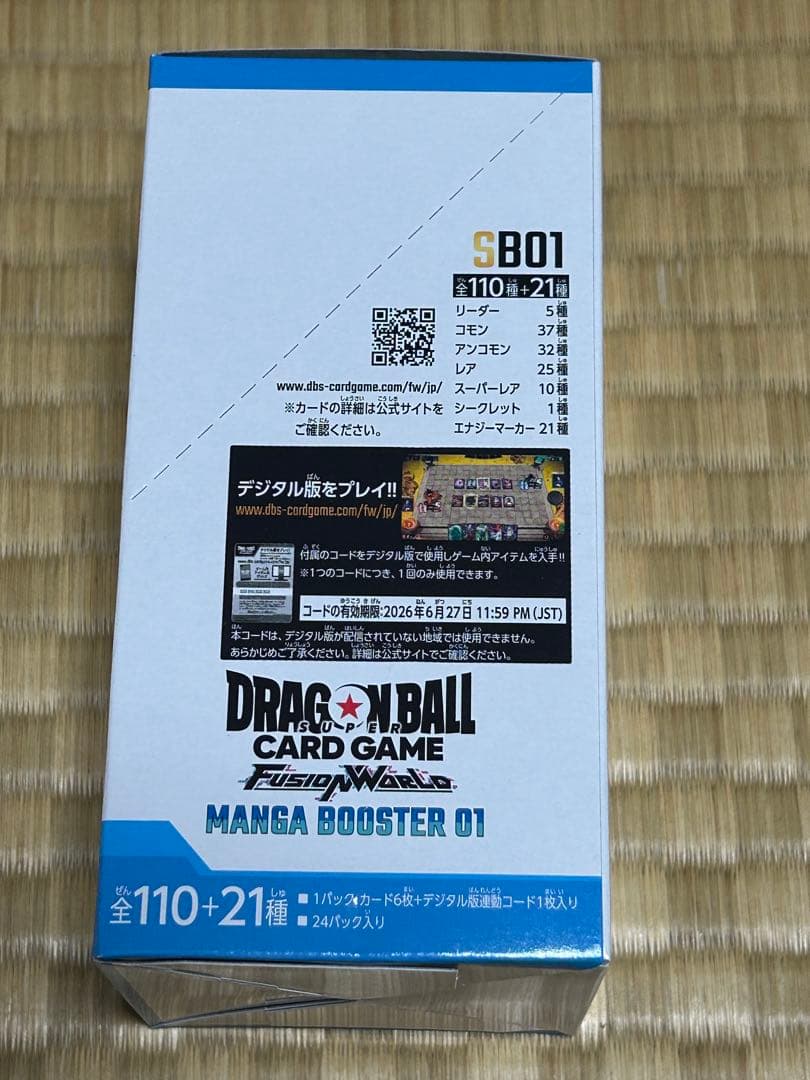 SB01
全110種+21種
リーダー 5種
コモン 37種
アンコモン 32種
レア 25種
スーパーレア 10種
シークレット 1種
エナジーマーカー 21種
www.dbs-cardgame.com/fw/jp/
※カードの詳細は公式サイトを
ご確認ください。
デジタル版をプレイ!!
www.dbs-cardgame.com/fw/jp/
付属のコードをデジタル版で使用しゲーム内アイテムを入手!!
※1つのコードにつき、1回のみ使用できます。
コードの有効期限:2026年6月27日 11:59 PM (JST)
本コードは、デジタル版が配信されていない地域では使用できません。
あらかじめご了承ください。詳細は公式サイトでご確認ください。
DRAGON BALL
SUPER
CARD GAME
FUSION WORLD
MANGA BOOSTER 01
全110+21種
■1パック:カード6枚+デジタル版連動コード1枚入り
■24パック入り